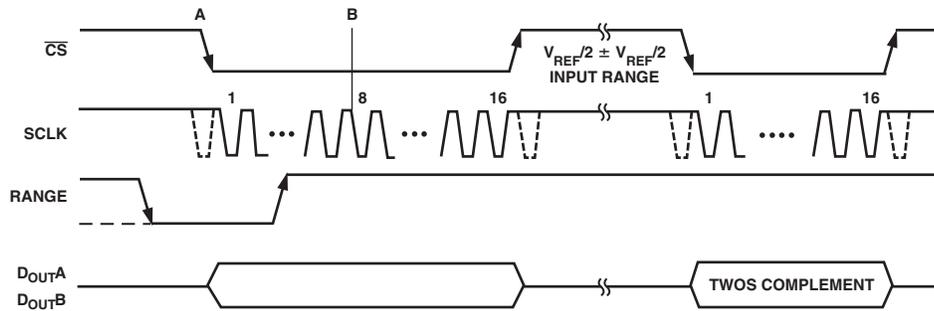 A
B
CS
V_REF/2 ± V_REF/2
INPUT RANGE
1
8
16
1
16
SCLK
RANGE
D_OUTA
D_OUTB
TWOS COMPLEMENT